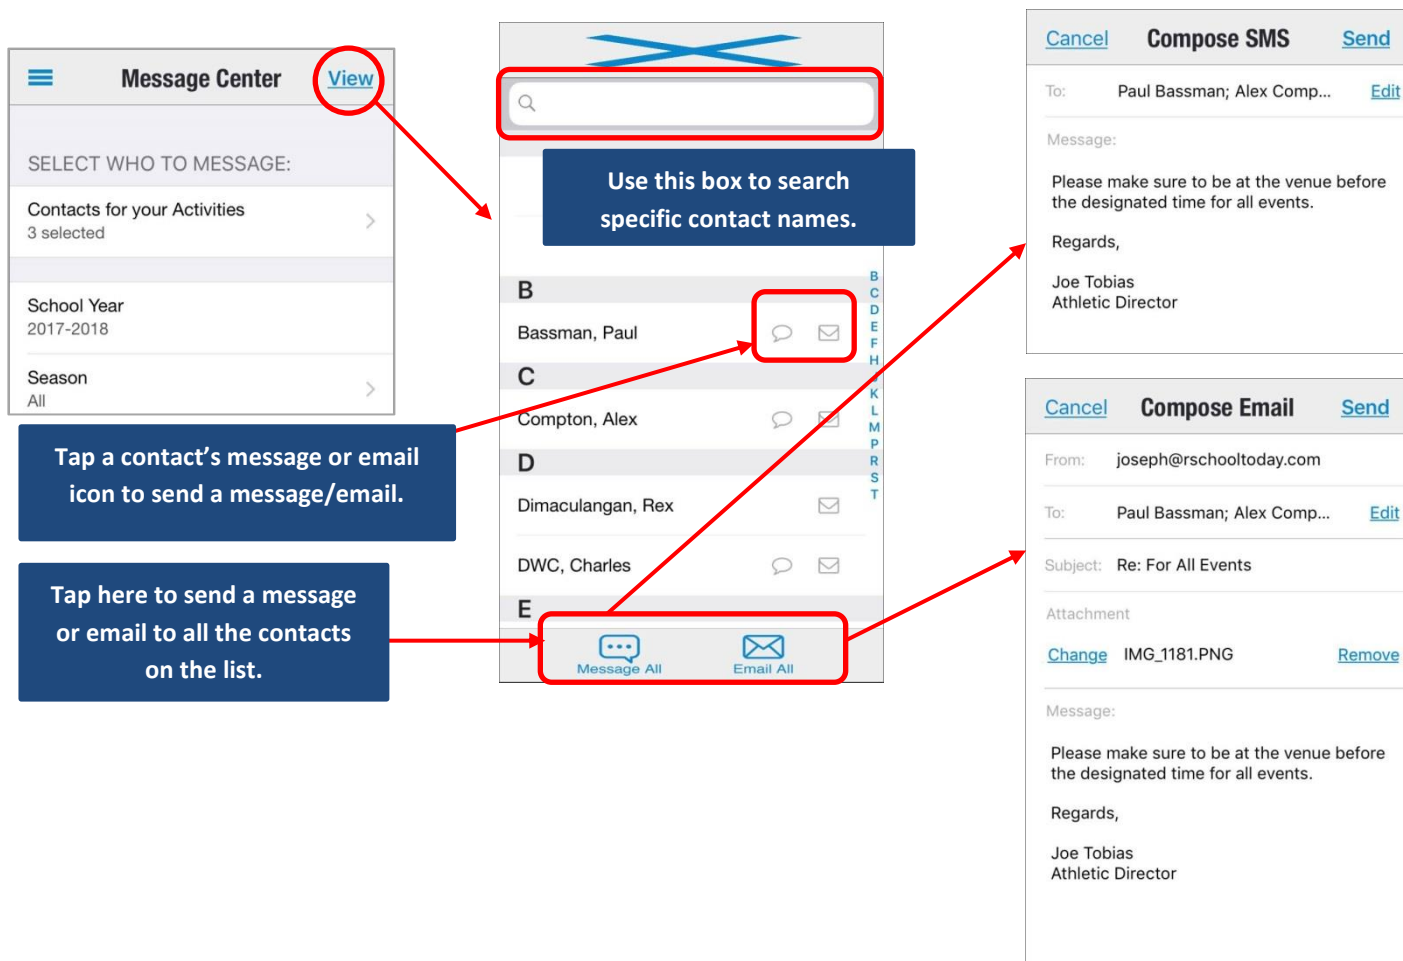 Message Center
View
SELECT WHO TO MESSAGE:
Contacts for your Activities
3 selected
School Year
2017-2018
Season
All
Tap a contact’s message or email
icon to send a message/email.
Tap here to send a message
or email to all the contacts
on the list.
Use this box to search
specific contact names.
B
Bassman, Paul
C
Compton, Alex
D
Dimaculangan, Rex
DWC, Charles
E
B
C
D
E
F
H
K
L
M
P
R
S
T
Message All
Email All
Cancel
Compose SMS
Send
To:
Paul Bassman; Alex Comp...
Edit
Message:
Please make sure to be at the venue before
the designated time for all events.
Regards,
Joe Tobias
Athletic Director
Cancel
Compose Email
Send
From:
joseph@rschooltoday.com
To:
Paul Bassman; Alex Comp...
Edit
Subject:
Re: For All Events
Attachment
Change
IMG_1181.PNG
Remove
Message:
Please make sure to be at the venue before
the designated time for all events.
Regards,
Joe Tobias
Athletic Director